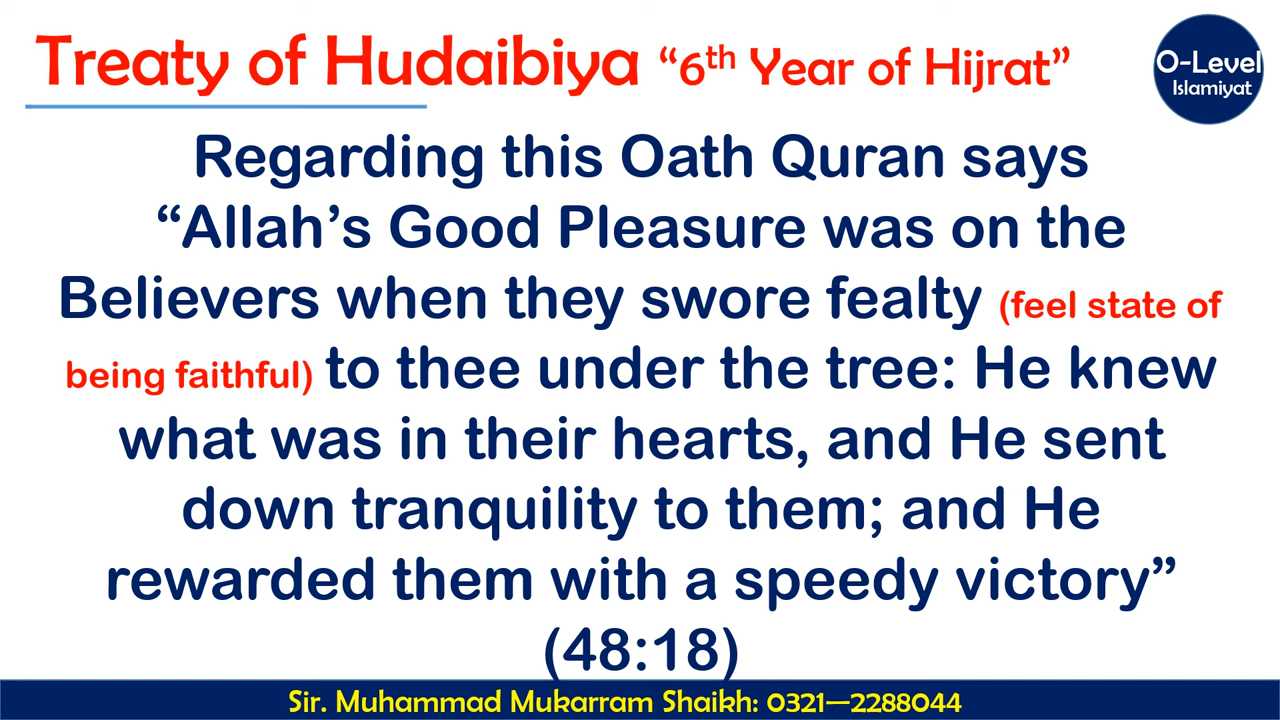 Treaty of Hudaibiya “6th Year of Hijrat”
O-Level
Islamiyat
Regarding this Oath Quran says
“Allah’s Good Pleasure was on the
Believers when they swore fealty (feel state of
being faithful) to thee under the tree: He knew
what was in their hearts, and He sent
down tranquility to them; and He
rewarded them with a speedy victory”
(48:18)
Sir. Muhammad Mukarram Shaikh: 0321—2288044